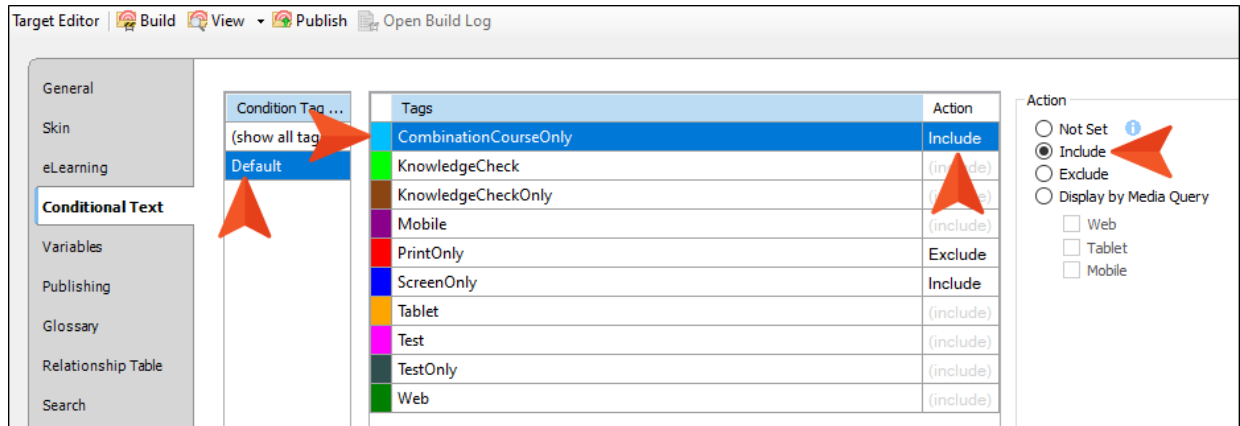 Target Editor Build View Publish Open Build Log
General
Skin
eLearning
Conditional Text
Variables
Publishing
Glossary
Relationship Table
Search
Condition Tag ...
(show all tag
Default
Tags Action
CombinationCourseOnly Include
KnowledgeCheck
KnowledgeCheckOnly
Mobile (include)
PrintOnly Exclude
ScreenOnly Include
Tablet (include)
Test (include)
TestOnly (include)
Web (include)
Action
Not Set
Include
Exclude
Display by Media Query
Web
Tablet
Mobile